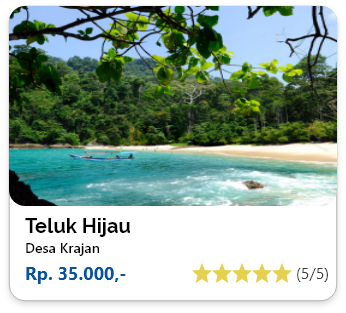 Teluk Hijau
Desa Krajan
Rp. 35.000,- (5/5)